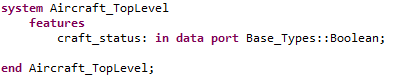 system Aircraft_TopLevel
features
craft_status: in data port Base_Types::Boolean;
end Aircraft_TopLevel;